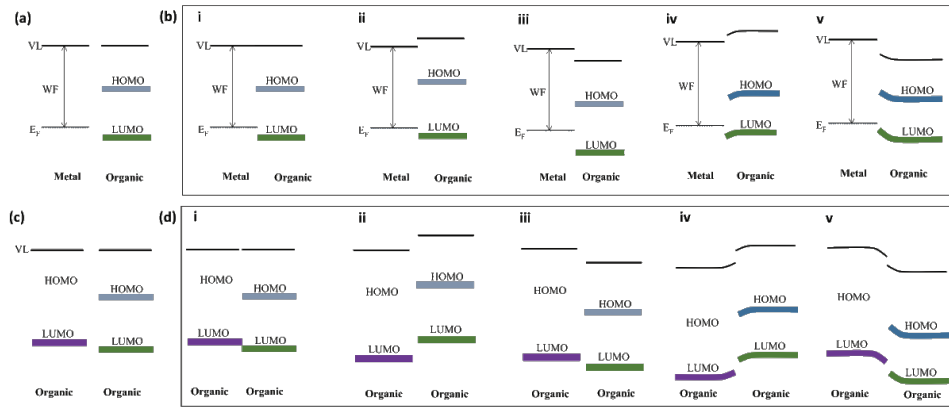 (a)
VL
WF
HOMO
E_F
LUMO
Metal Organic
(b)
i
VL
WF
HOMO
E_F
LUMO
Metal Organic
ii
VL
WF
HOMO
E_F
LUMO
Metal Organic
iii
VL
WF
HOMO
E_F
LUMO
Metal Organic
iv
VL
WF
HOMO
E_F
LUMO
Metal Organic
v
VL
WF
HOMO
E_F
LUMO
Metal Organic
(c)
VL
HOMO
HOMO
LUMO
LUMO
Organic Organic
(d)
i
HOMO
HOMO
LUMO
LUMO
Organic Organic
ii
HOMO
HOMO
LUMO
LUMO
Organic Organic
iii
HOMO
HOMO
LUMO
LUMO
Organic Organic
iv
HOMO
HOMO
LUMO
LUMO
Organic Organic
v
HOMO
HOMO
LUMO
LUMO
Organic Organic